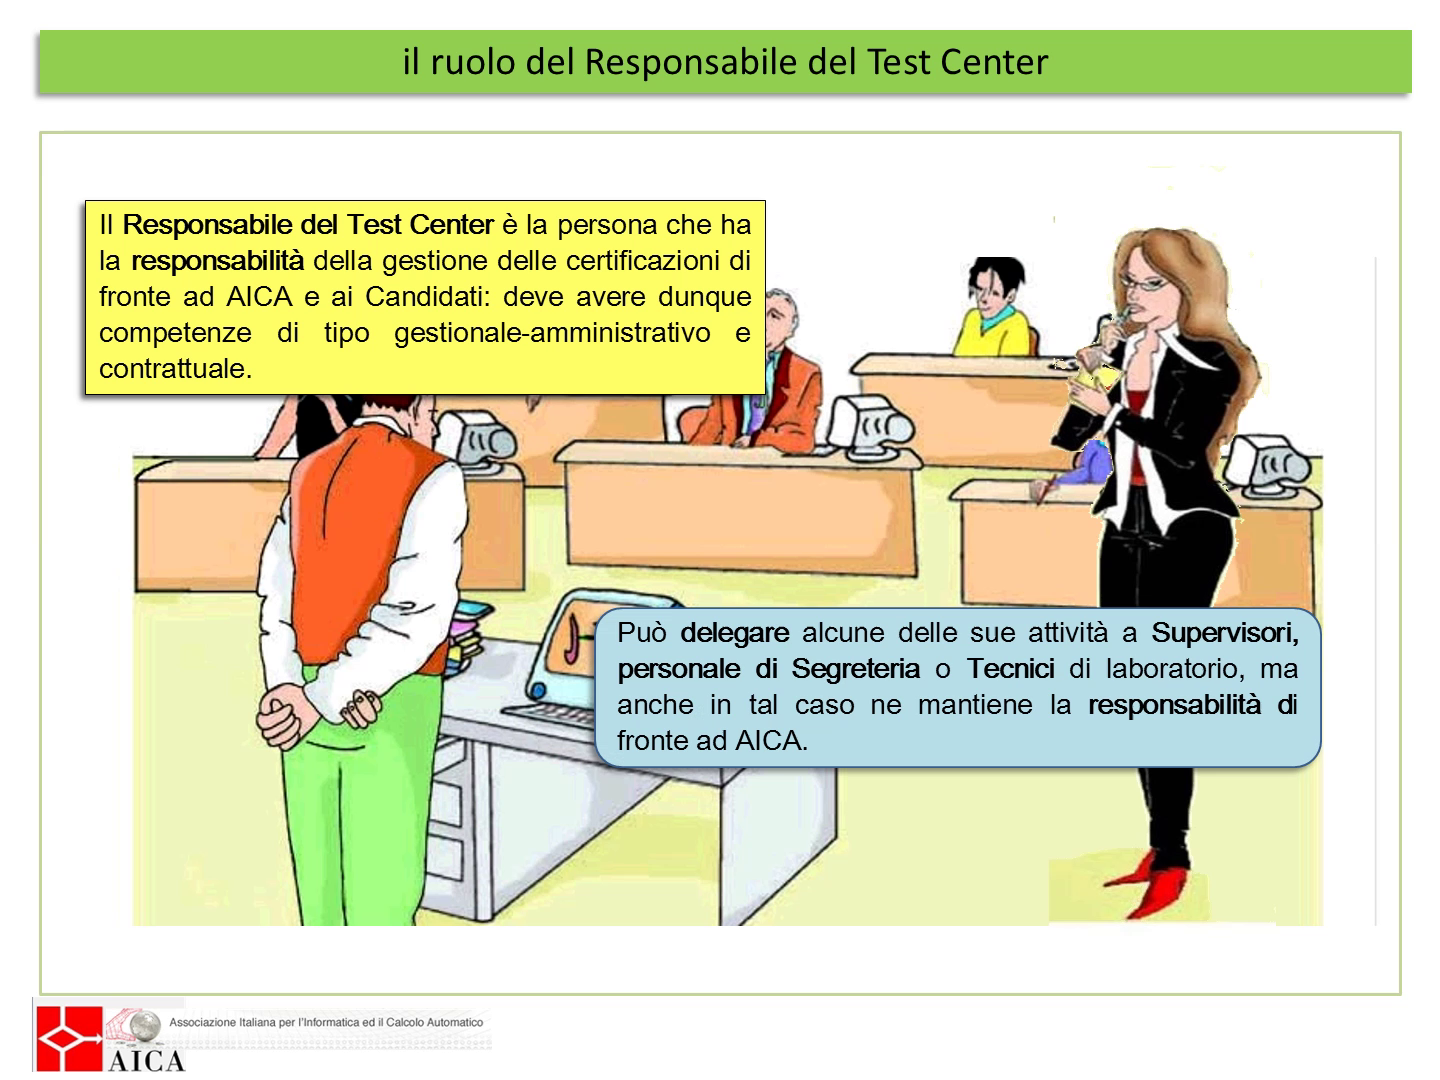 il ruolo del Responsabile del Test Center
Il Responsabile del Test Center è la persona che ha
la responsabilità della gestione delle certificazioni di
fronte ad AICA e ai Candidati: deve avere dunque
competenze di tipo gestionale-amministrativo e
contrattuale.
Può delegare alcune delle sue attività a Supervisori,
personale di Segreteria o Tecnici di laboratorio, ma
anche in tal caso ne mantiene la responsabilità di
fronte ad AICA.
Associazione Italiana per l'Informatica ed il Calcolo Automatico
AICA